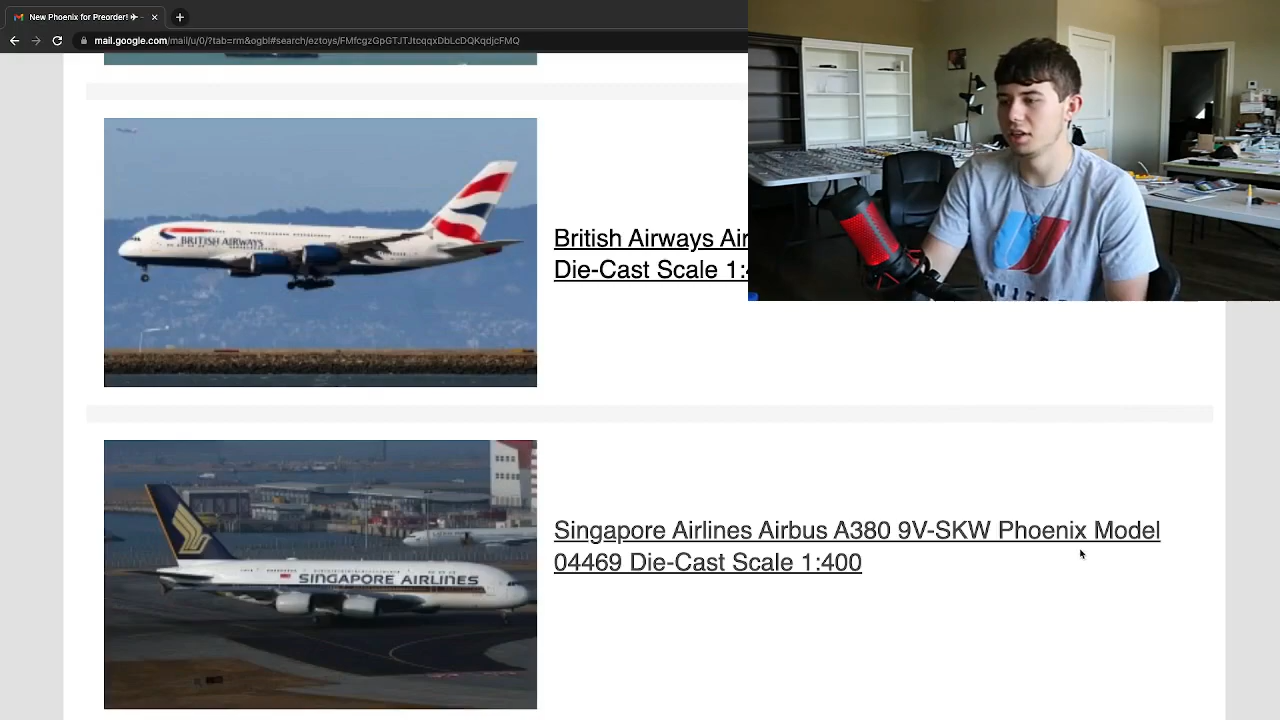 New Phoenix for Preorder! ✈ -
mail.google.com/mail/u/0/?tab=rm&ogbl#search/eztoys/FMfcgzGpGTJTJtcqqxDbLcDQKqdjcFMQ
BRITISH AIRWAYS
British Airways Air
Die-Cast Scale 1:4
UNITED
SINGAPORE AIRLINES
Singapore Airlines Airbus A380 9V-SKW Phoenix Model
04469 Die-Cast Scale 1:400